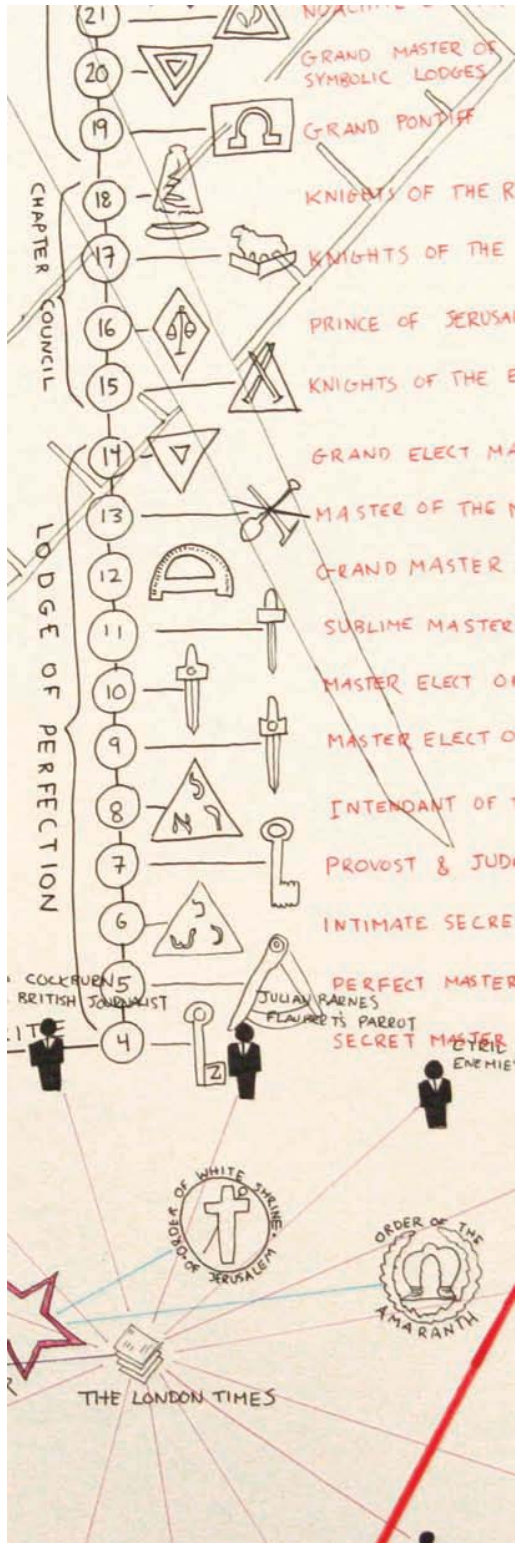 21
20
GRAND MASTER OF
SYMBOLIC LODGES
19
GRAND PONTIFF
18
KNIGHTS OF THE R
17
KNIGHTS OF THE
16
PRINCE OF JERUSAL
15
KNIGHTS OF THE E
CHAPTER COUNCIL
14
GRAND ELECT MA
13
MASTER OF THE N
12
GRAND MASTER
11
SUBLIME MASTER
10
MASTER ELECT OF
9
MASTER ELECT O
8
INTENDANT OF T
7
PROVOST & JUDG
6
INTIMATE SECRE
5
PERFECT MASTER
4
Z
SECRET MASTER
LODGE OF PERFECTION
COCKBURN
BRITISH JOURNALIST
JULIAN BARNES
FLAUBERT'S PARROT
CYRIL
ENEMIES
ORDER OF WHITE SHRINE
OF JERUSALEM
ORDER OF THE
AMARANTH
THE LONDON TIMES